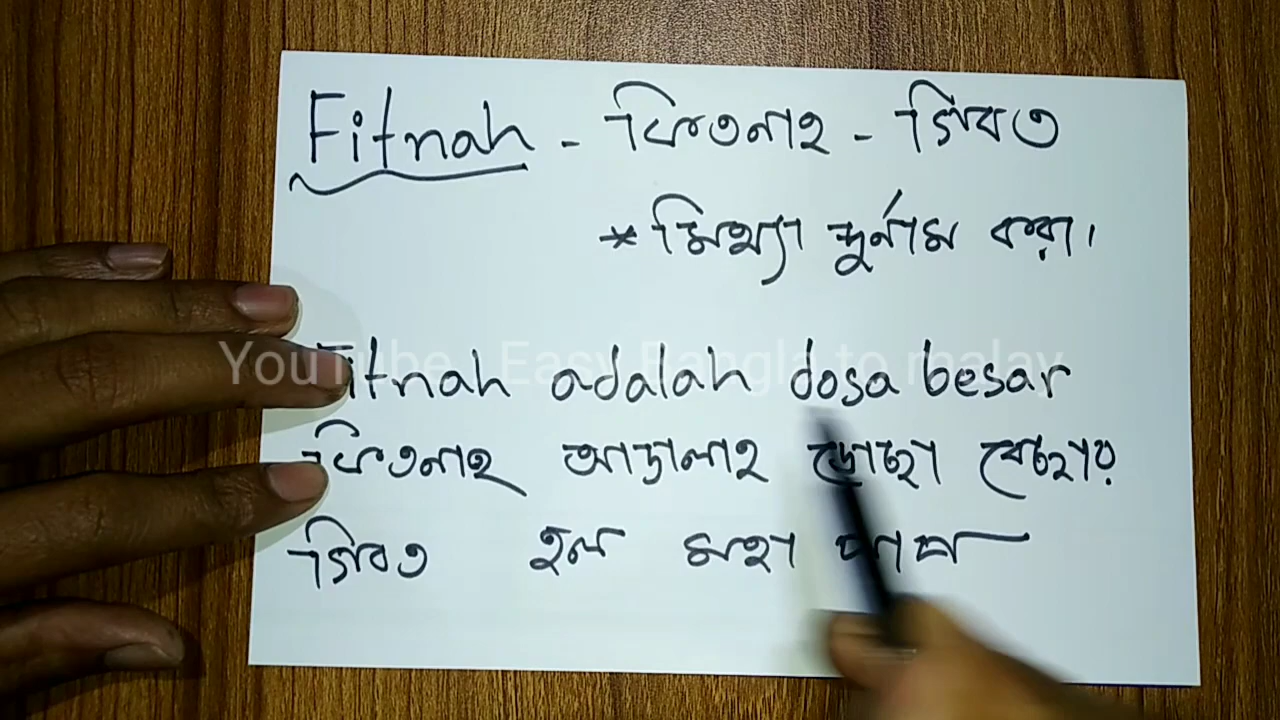 Fitnah - ফিতনাহ - গিবত
* মিথ্যা দুর্নাম করা।
YouTube Easy Bangla to malay
Fitnah adalah dosa besar
ফিতনাহ আডালাহ ডোছা বেছার
গিবত হল মহা পাপ